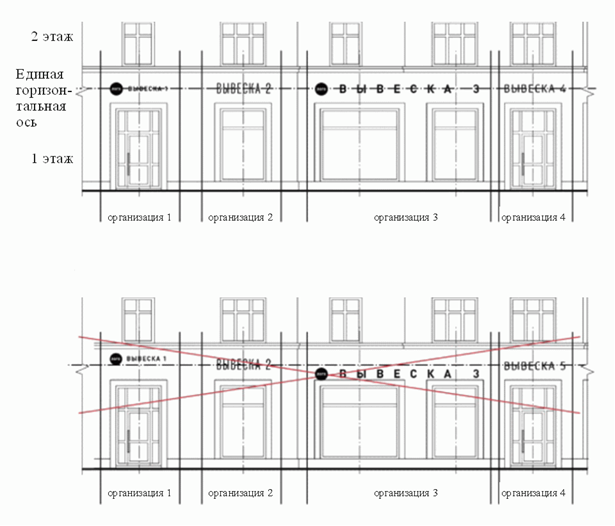 2 этаж
Единая
горизон-
тальная
ось
ВЫВЕСКА 1
ВЫВЕСКА 2
ВЫВЕСКА 3
ВЫВЕСКА 4
1 этаж
организация 1
организация 2
организация 3
организация 4
ВЫВЕСКА 1
ВЫВЕСКА 2
ВЫВЕСКА 3
ВЫВЕСКА 5
организация 1
организация 2
организация 3
организация 4